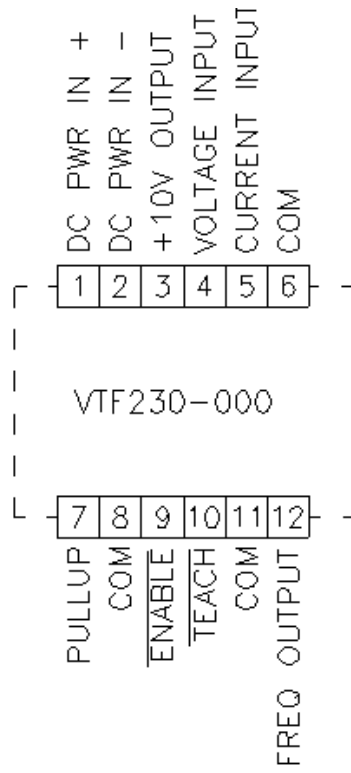 DC PWR IN +
DC PWR IN -
+10V OUTPUT
VOLTAGE INPUT
CURRENT INPUT
COM
1 2 3 4 5 6
VTF230-000
7 8 9 10 11 12
PULLUP
COM
ENABLE
TEACH
COM
FREQ OUTPUT